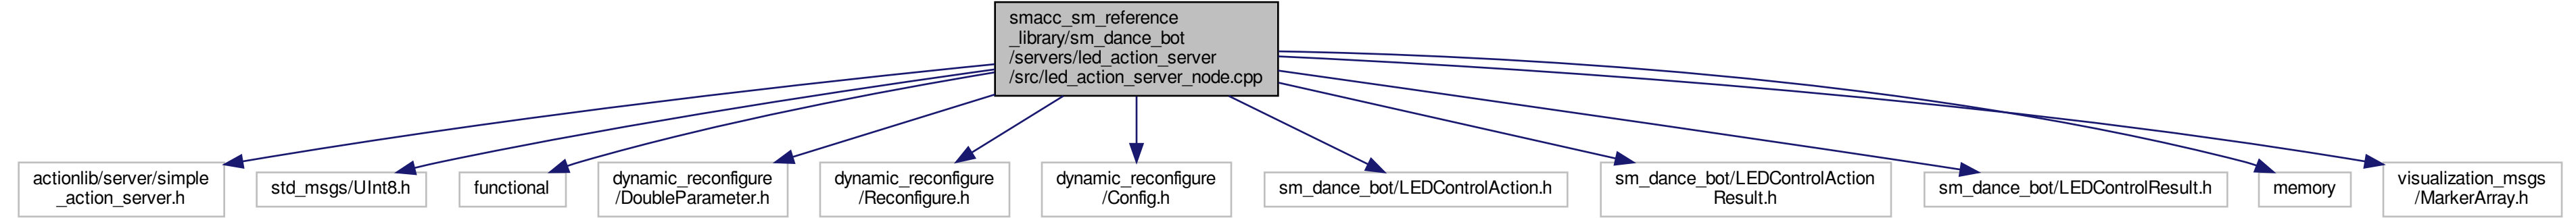 smacc_sm_reference
_library/sm_dance_bot
/servers/led_action_server
/src/led_action_server_node.cpp
actionlib/server/simple
_action_server.h
std_msgs/UInt8.h
functional
dynamic_reconfigure
/DoubleParameter.h
dynamic_reconfigure
/Reconfigure.h
dynamic_reconfigure
/Config.h
sm_dance_bot/LEDControlAction.h
sm_dance_bot/LEDControlAction
Result.h
sm_dance_bot/LEDControlResult.h
memory
visualization_msgs
/MarkerArray.h